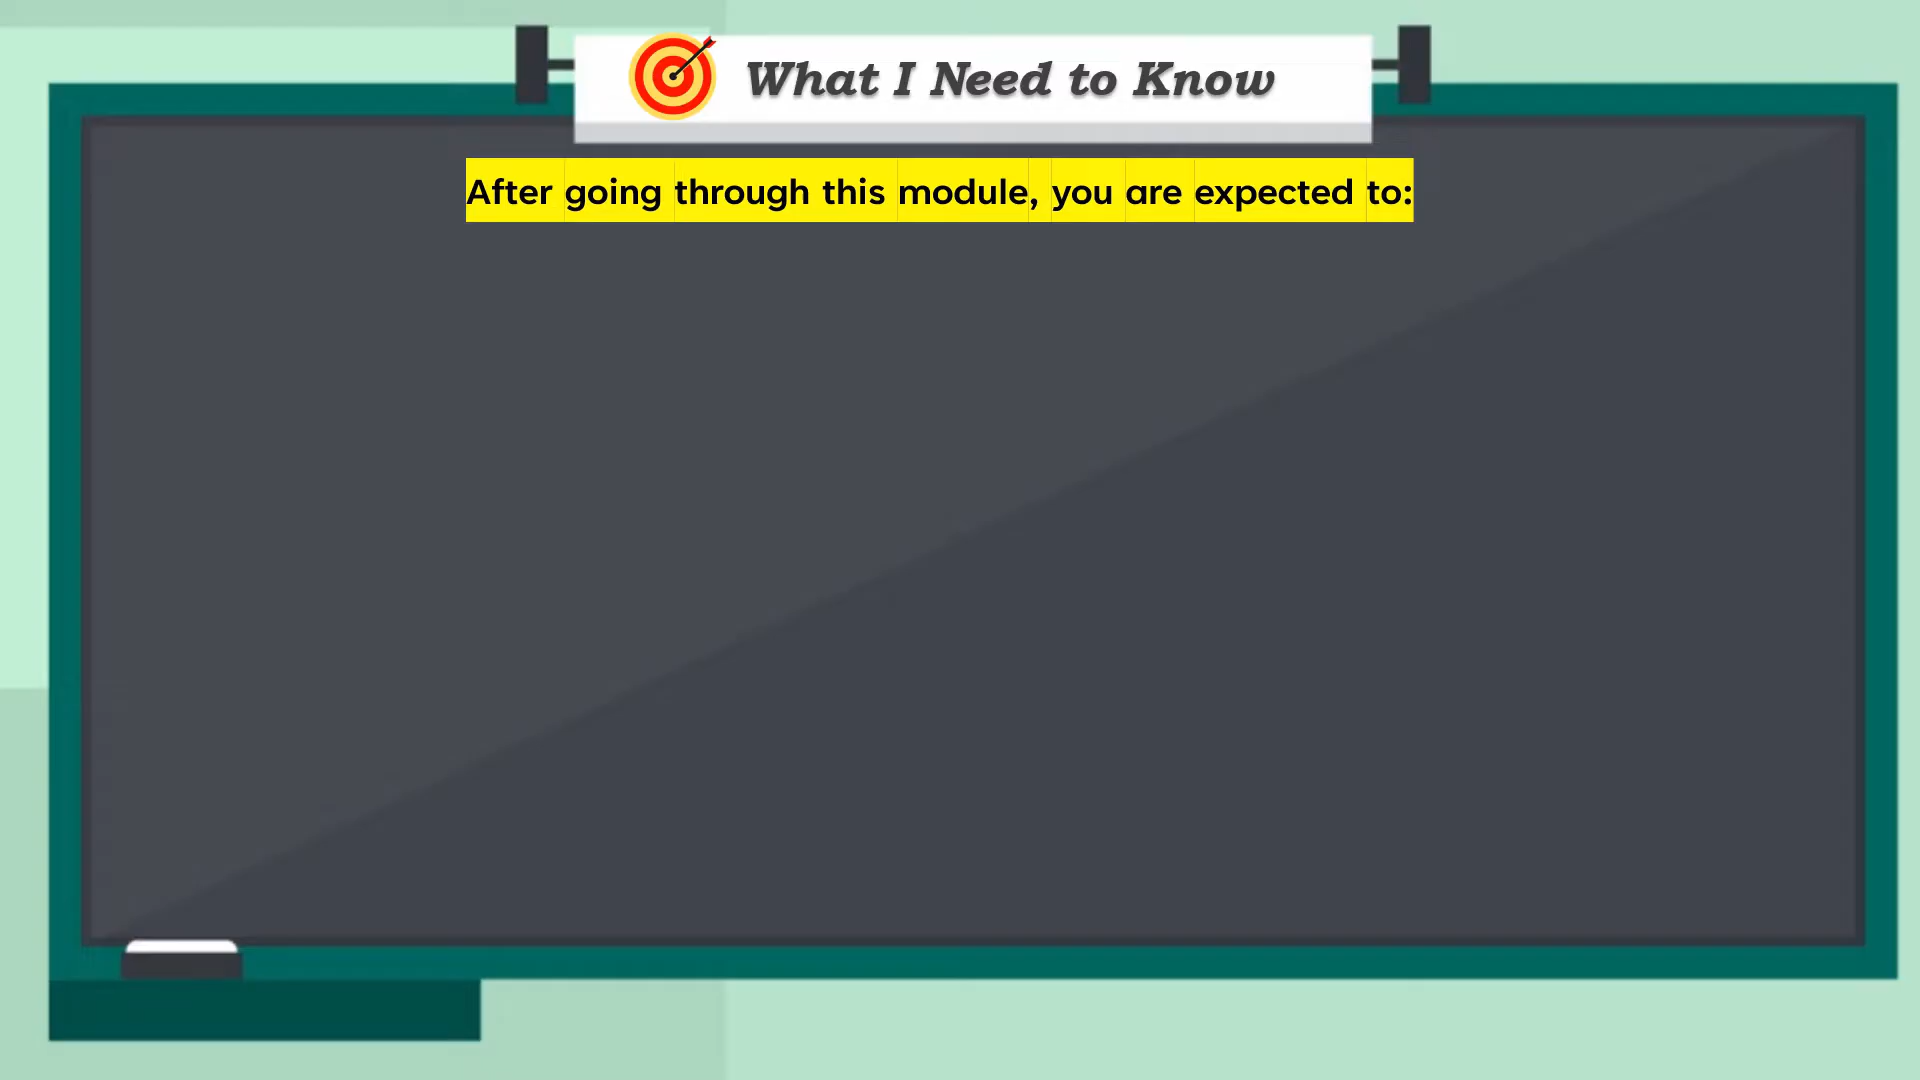 What I Need to Know
After going through this module, you are expected to: